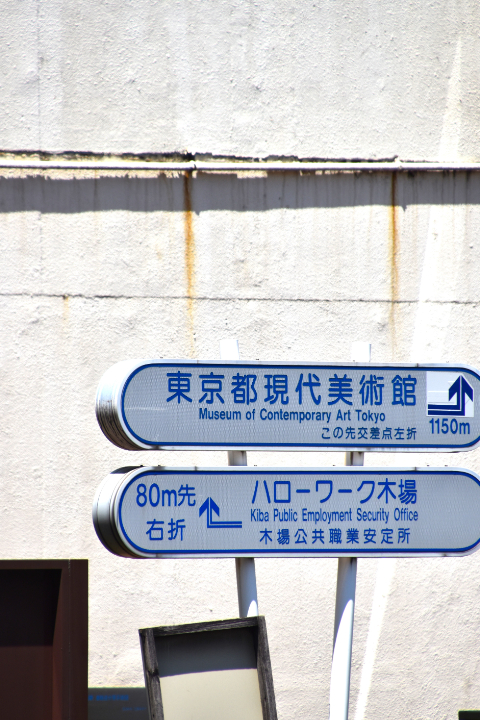 東京都現代美術館
Museum of Contemporary Art Tokyo
この先交差点左折
1150m
80m先
右折
ハローワーク木場
Kiba Public Employment Security Office
木場公共職業安定所